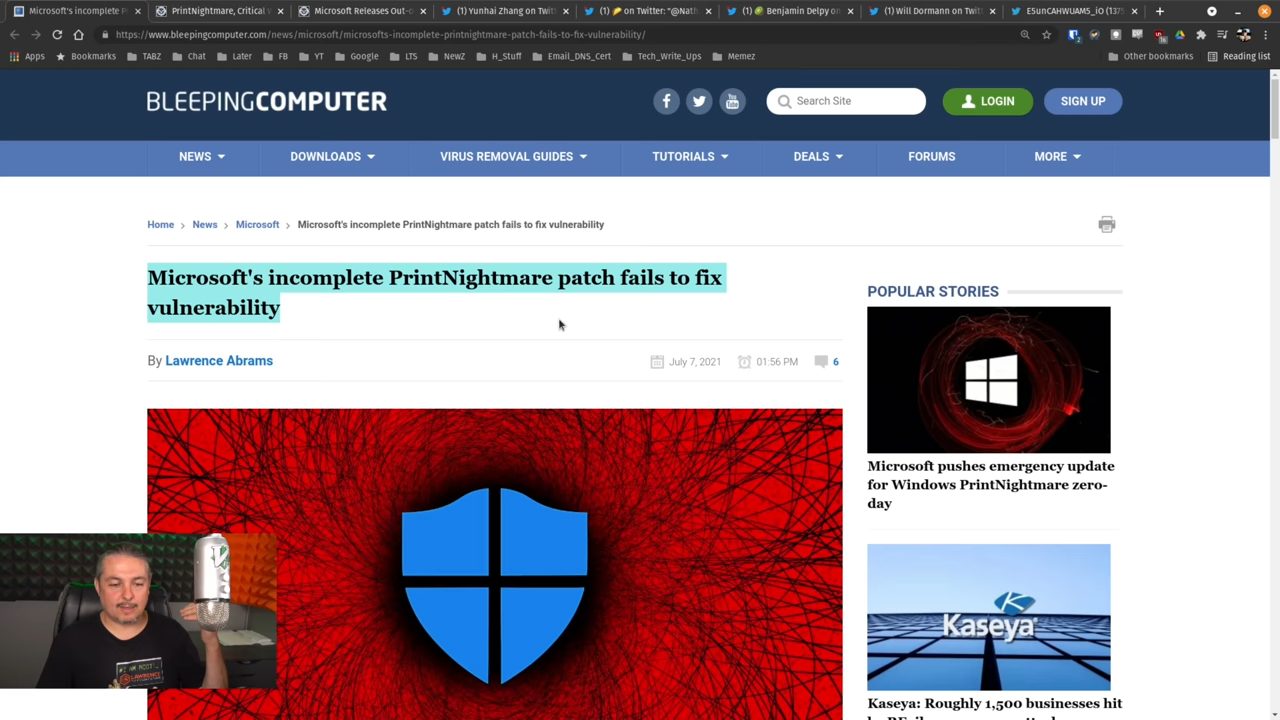 Microsoft's incomplete P
PrintNightmare, Critical
Microsoft Releases Out-o
(1) Yunhai Zhang on Twit
(1) 🌮 on Twitter: "@Nath
(1) 🥝 Benjamin Delpy on
(1) Will Dormann on Twit
E5unCAHWUAM5_iO (137
https://www.bleepingcomputer.com/news/microsoft/microsofts-incomplete-printnightmare-patch-fails-to-fix-vulnerability/
Apps
Bookmarks
TABZ
Chat
Later
FB
YT
Google
LTS
NewZ
H_Stuff
Email_DNS_Cert
Tech_Write_Ups
Memez
Other bookmarks
Reading list
BLEEPINGCOMPUTER
f
You
Tube
Search Site
LOGIN
SIGN UP
NEWS
DOWNLOADS
VIRUS REMOVAL GUIDES
TUTORIALS
DEALS
FORUMS
MORE
Home > News > Microsoft > Microsoft's incomplete PrintNightmare patch fails to fix vulnerability
Microsoft's incomplete PrintNightmare patch fails to fix
vulnerability
By Lawrence Abrams
July 7, 2021
01:56 PM
6
POPULAR STORIES
Microsoft pushes emergency update
for Windows PrintNightmare zero-
day
Kaseya
Kaseya: Roughly 1,500 businesses hit
LAWRENCE